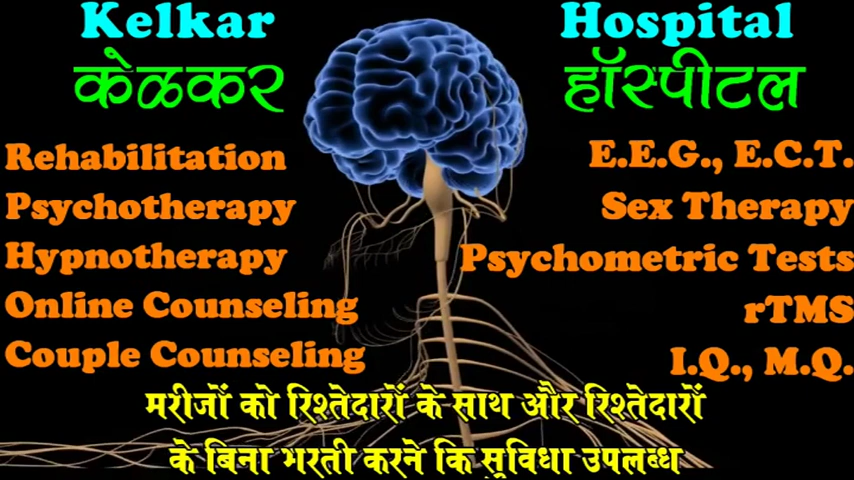 Kelkar Hospital
केळकर हॉस्पीटल
Rehabilitation
Psychotherapy
Hypnotherapy
Online Counseling
Couple Counseling
E.E.G., E.C.T.
Sex Therapy
Psychometric Tests
rTMS
I.Q., M.Q.
मरीजों को रिश्तेदारों के साथ और रिश्तेदारों
के बिना भरती करने कि सुविधा उपलब्ध